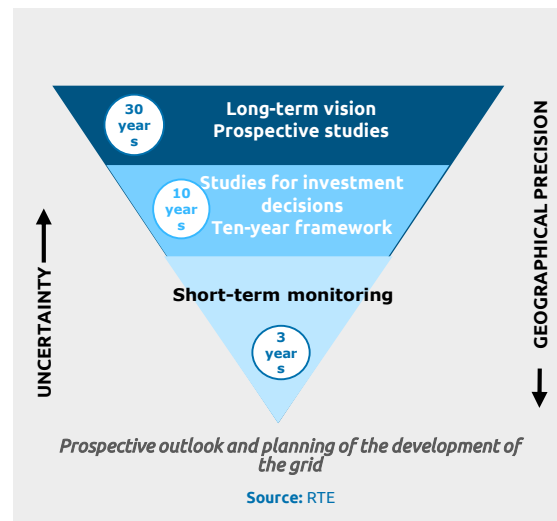 30
year
s
Long-term vision
Prospective studies
10
year
s
Studies for investment
decisions
Ten-year framework
Short-term monitoring
3
year
s
UNCERTAINTY
GEOGRAPHICAL PRECISION
Prospective outlook and planning of the development of
the grid
Source: RTE